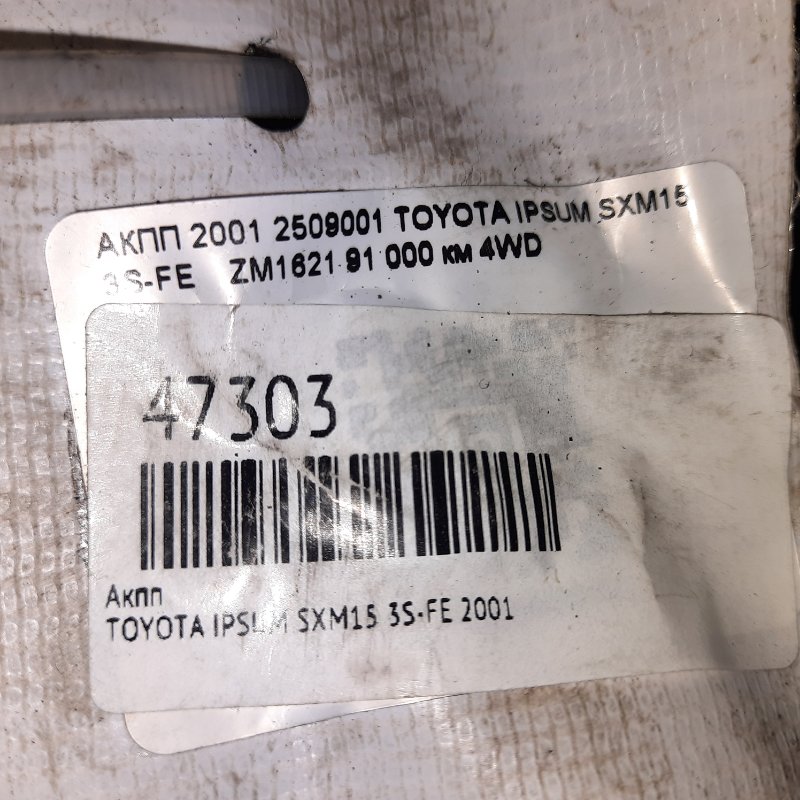 АКПП 2001 2509001 TOYOTA IPSUM SXM15
3S-FE ZM1621 91 000 км 4WD
47303
Акпп
TOYOTA IPSUM SXM15 3S-FE 2001